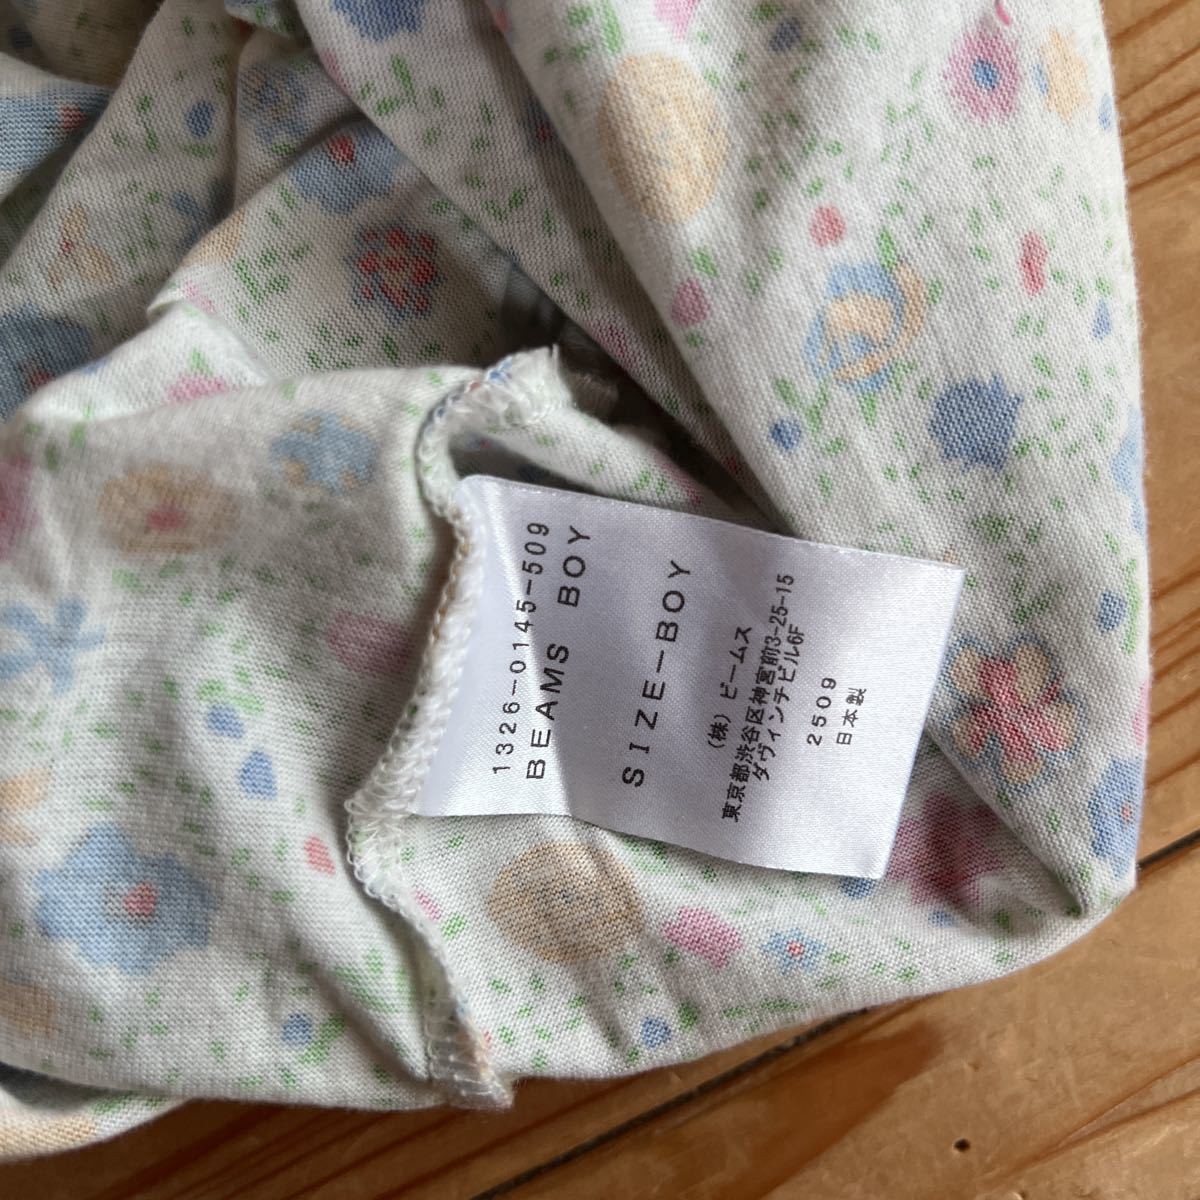 1326-0145-509
BEAMS BOY
SIZE-BOY
(株) ビームス
東京都渋谷区神宮前3-25-15
ダヴィンチビル6F
2509
日本製